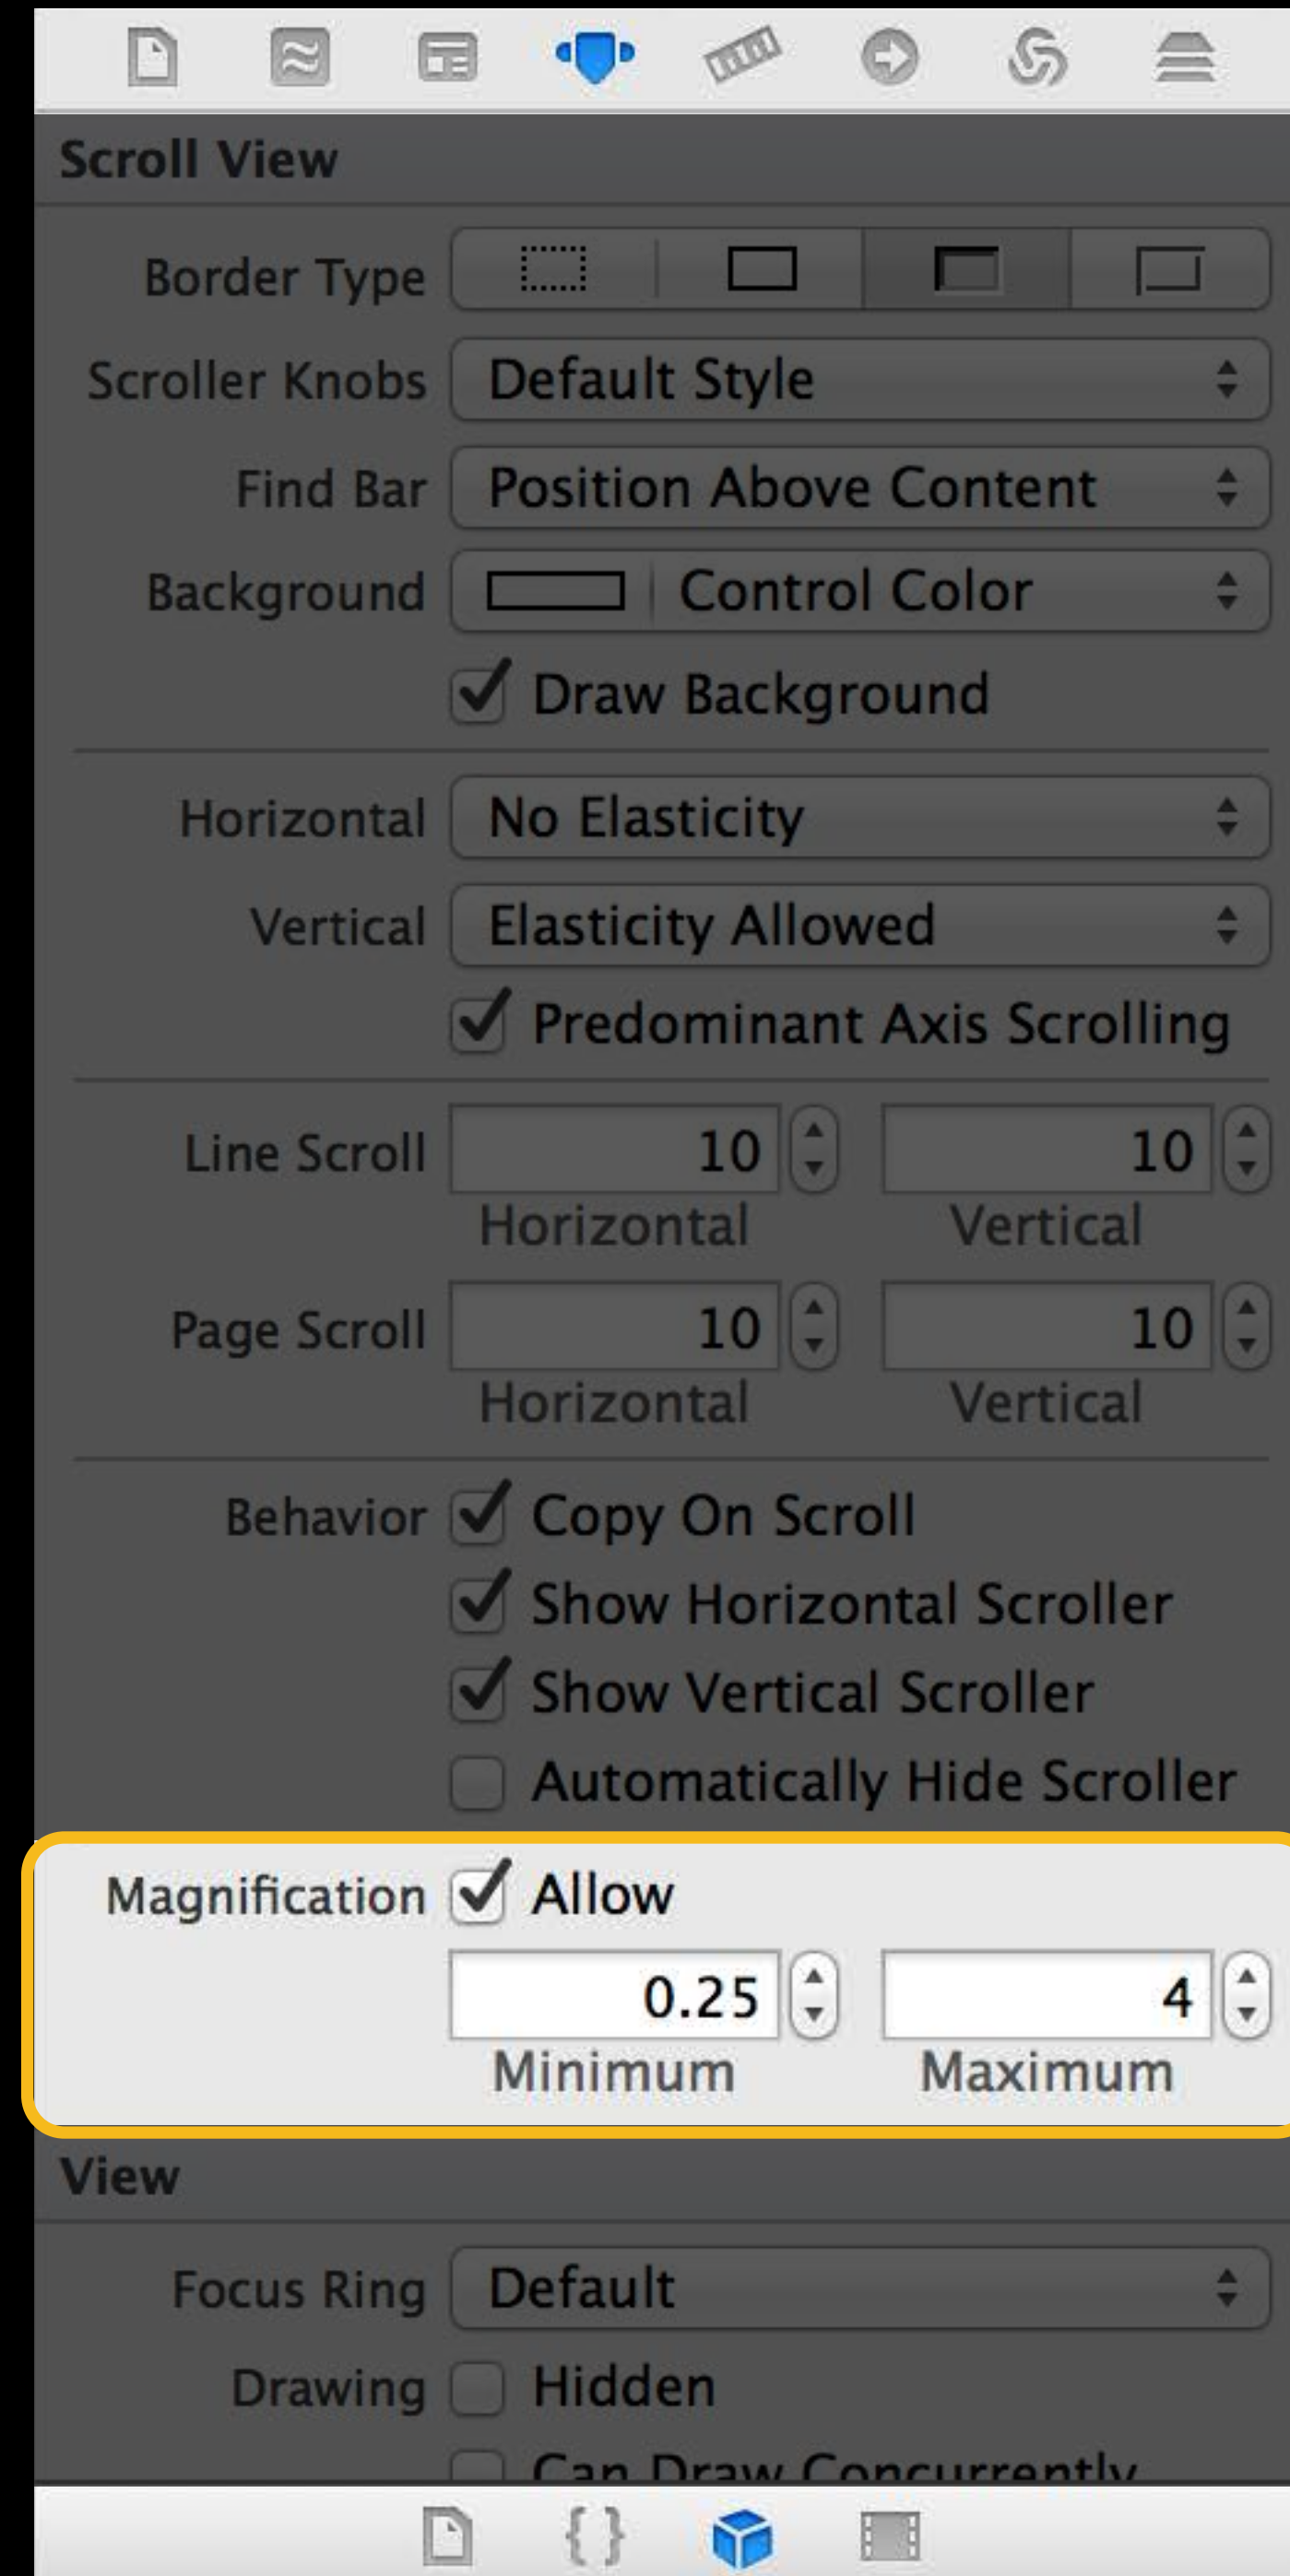 Scroll View
Border Type
Scroller Knobs Default Style
Find Bar Position Above Content
Background Control Color
Draw Background
Horizontal No Elasticity
Vertical Elasticity Allowed
Predominant Axis Scrolling
Line Scroll 10 10
Horizontal Vertical
Page Scroll 10 10
Horizontal Vertical
Behavior Copy On Scroll
Show Horizontal Scroller
Show Vertical Scroller
Automatically Hide Scroller
Magnification Allow
0.25 4
Minimum Maximum
View
Focus Ring Default
Drawing Hidden
Can Draw Concurrently
{ }